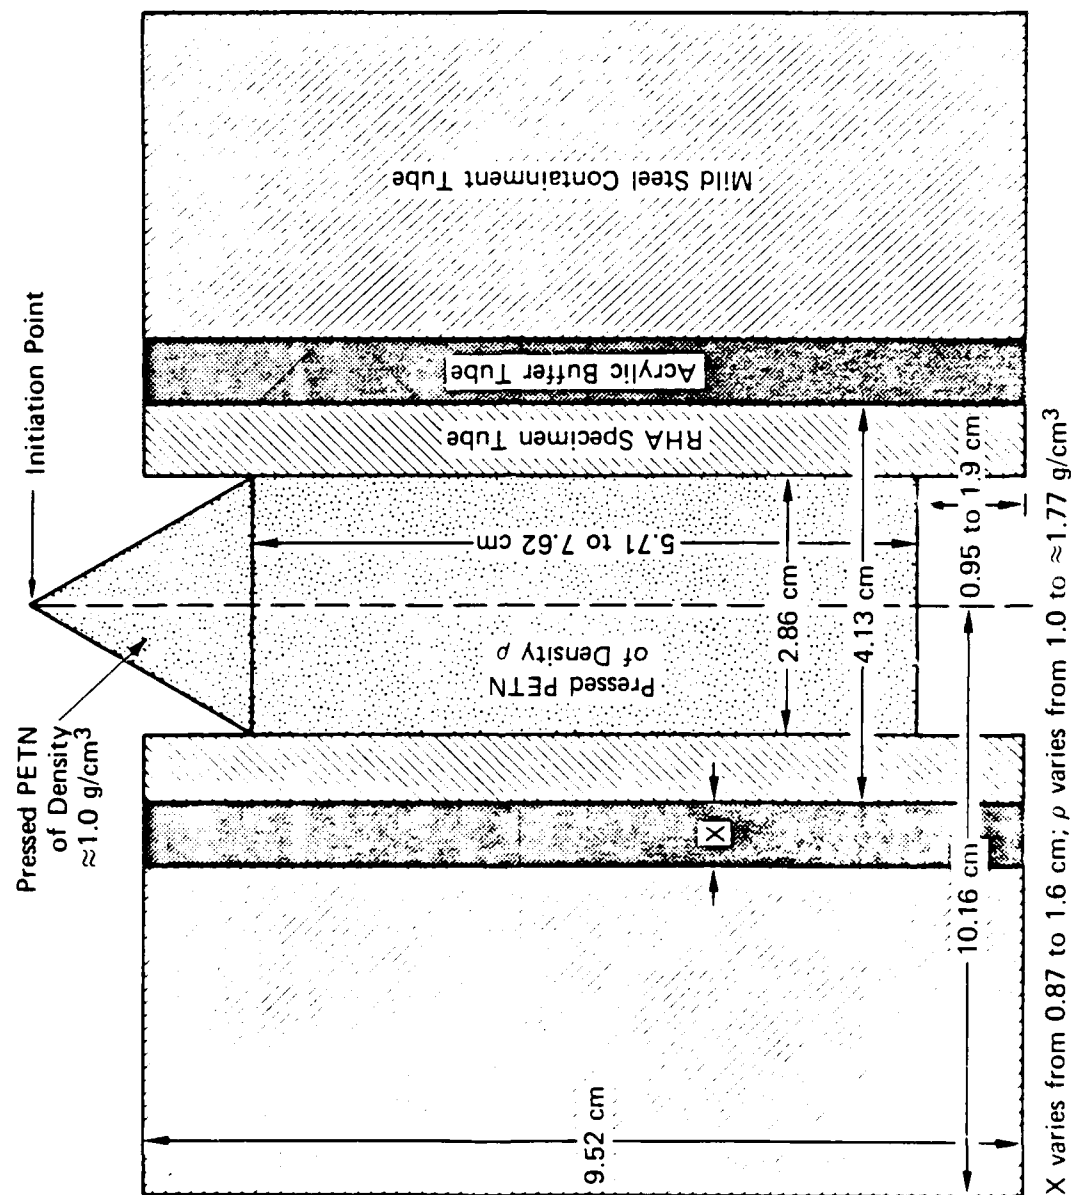 Pressed PETN
of Density
≈1.0 g/cm3
Initiation Point
Mild Steel Containment Tube
Acrylic Buffer Tube
RHA Specimen Tube
5.71 to 7.62 cm
Pressed PETN
of Density ρ
2.86 cm
4.13 cm
0.95 to 1.9 cm
X
10.16 cm
9.52 cm
X varies from 0.87 to 1.6 cm; ρ varies from 1.0 to ≈1.77 g/cm3